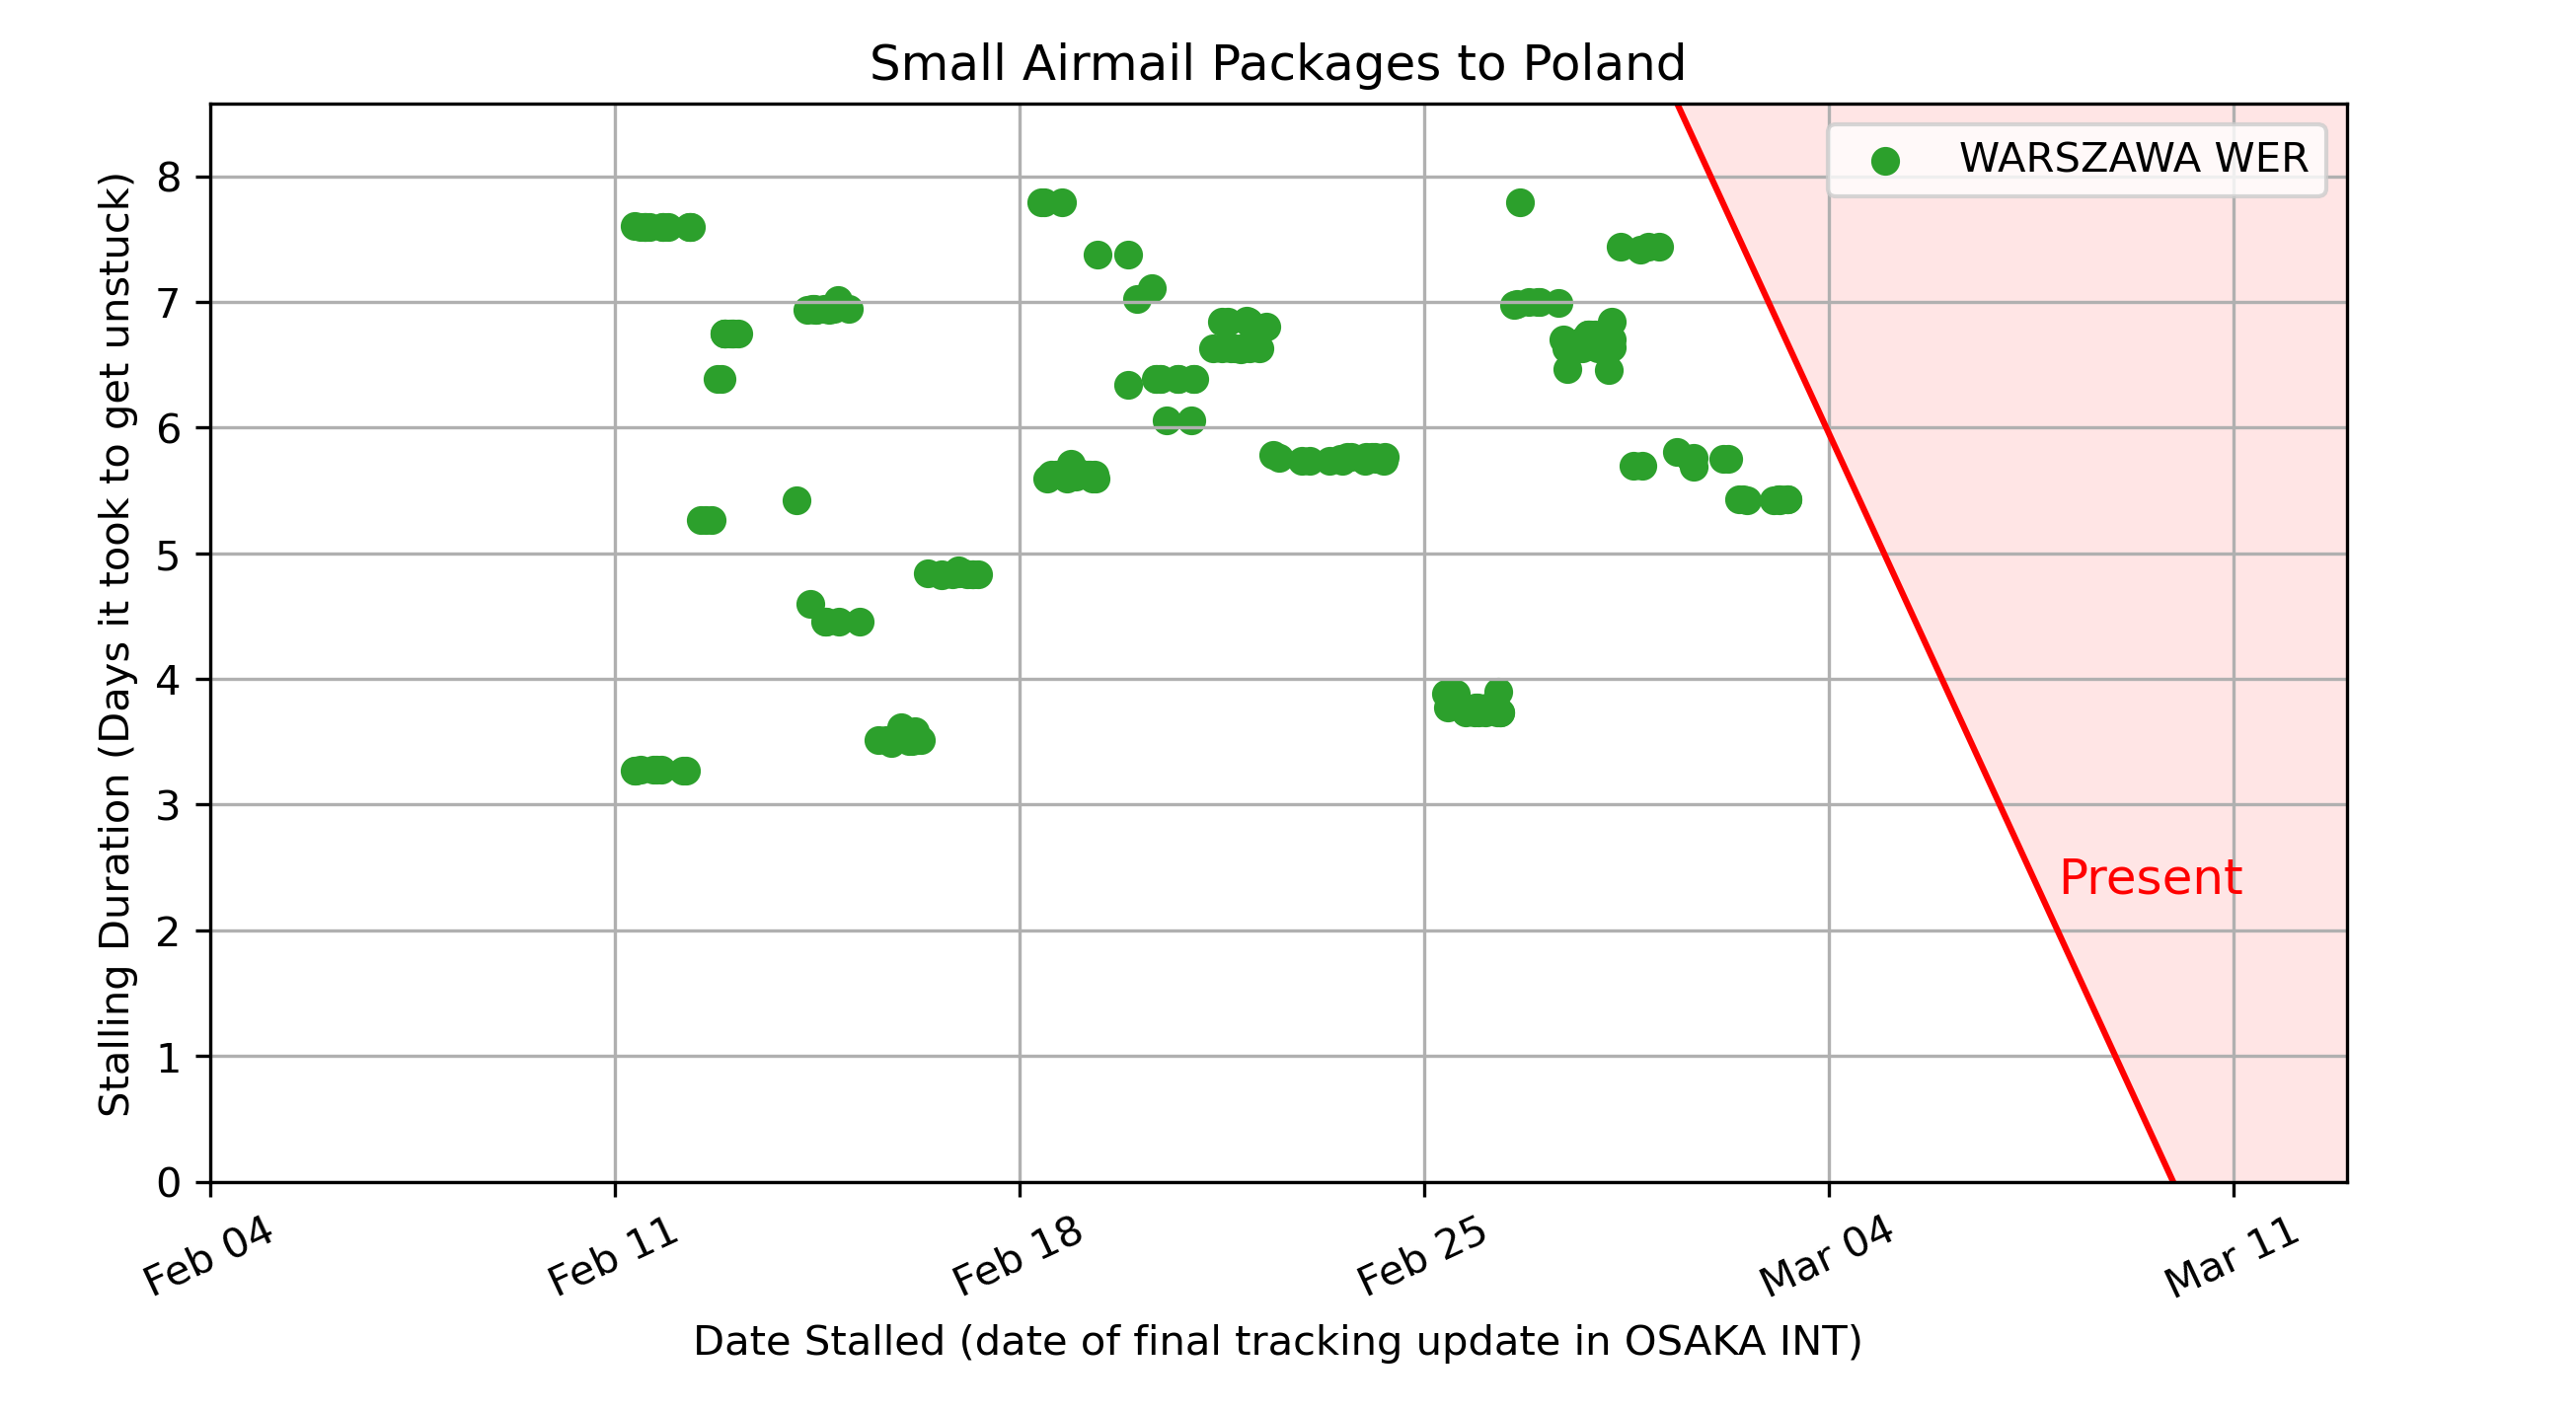 Small Airmail Packages to Poland
WARSZAWA WER
Stalling Duration (Days it took to get unstuck)
8
7
6
5
4
3
2
1
0
Present
Feb 04
Feb 11
Feb 18
Feb 25
Mar 04
Mar 11
Date Stalled (date of final tracking update in OSAKA INT)